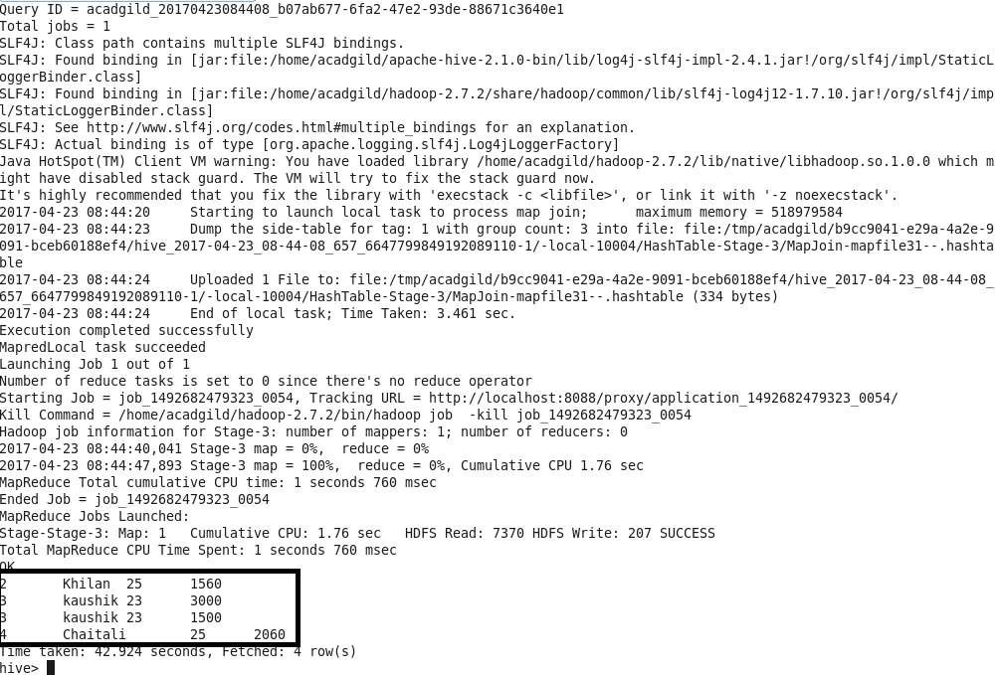 Query ID = acadgild_20170423084408_b07ab677-6fa2-47e2-93de-88671c3640e1
Total jobs = 1
SLF4J: Class path contains multiple SLF4J bindings.
SLF4J: Found binding in [jar:file:/home/acadgild/apache-hive-2.1.0-bin/lib/log4j-slf4j-impl-2.4.1.jar!/org/slf4j/impl/StaticL
oggerBinder.class]
SLF4J: Found binding in [jar:file:/home/acadgild/hadoop-2.7.2/share/hadoop/common/lib/slf4j-log4j12-1.7.10.jar!/org/slf4j/imp
l/StaticLoggerBinder.class]
SLF4J: See http://www.slf4j.org/codes.html#multiple_bindings for an explanation.
SLF4J: Actual binding is of type [org.apache.logging.slf4j.Log4jLoggerFactory]
Java HotSpot(TM) Client VM warning: You have loaded library /home/acadgild/hadoop-2.7.2/lib/native/libhadoop.so.1.0.0 which m
ight have disabled stack guard. The VM will try to fix the stack guard now.
It's highly recommended that you fix the library with 'execstack -c <libfile>', or link it with '-z noexecstack'.
2017-04-23 08:44:20     Starting to launch local task to process map join;      maximum memory = 518979584
2017-04-23 08:44:23     Dump the side-table for tag: 1 with group count: 3 into file: file:/tmp/acadgild/b9cc9041-e29a-4a2e-9
091-bceb60188ef4/hive_2017-04-23_08-44-08_657_6647799849192089110-1/-local-10004/HashTable-Stage-3/MapJoin-mapfile31--.hashta
ble
2017-04-23 08:44:24     Uploaded 1 File to: file:/tmp/acadgild/b9cc9041-e29a-4a2e-9091-bceb60188ef4/hive_2017-04-23_08-44-08_
657_6647799849192089110-1/-local-10004/HashTable-Stage-3/MapJoin-mapfile31--.hashtable (334 bytes)
2017-04-23 08:44:24     End of local task; Time Taken: 3.461 sec.
Execution completed successfully
MapredLocal task succeeded
Launching Job 1 out of 1
Number of reduce tasks is set to 0 since there's no reduce operator
Starting Job = job_1492682479323_0054, Tracking URL = http://localhost:8088/proxy/application_1492682479323_0054/
Kill Command = /home/acadgild/hadoop-2.7.2/bin/hadoop job  -kill job_1492682479323_0054
Hadoop job information for Stage-3: number of mappers: 1; number of reducers: 0
2017-04-23 08:44:40,041 Stage-3 map = 0%,  reduce = 0%
2017-04-23 08:44:47,893 Stage-3 map = 100%,  reduce = 0%, Cumulative CPU 1.76 sec
MapReduce Total cumulative CPU time: 1 seconds 760 msec
Ended Job = job_1492682479323_0054
MapReduce Jobs Launched:
Stage-Stage-3: Map: 1   Cumulative CPU: 1.76 sec   HDFS Read: 7370 HDFS Write: 207 SUCCESS
Total MapReduce CPU Time Spent: 1 seconds 760 msec
OK
2       Khilan  25      1560
3       kaushik 23      3000
3       kaushik 23      1500
4       Chaitali        25      2060
Time taken: 42.924 seconds, Fetched: 4 row(s)
hive>